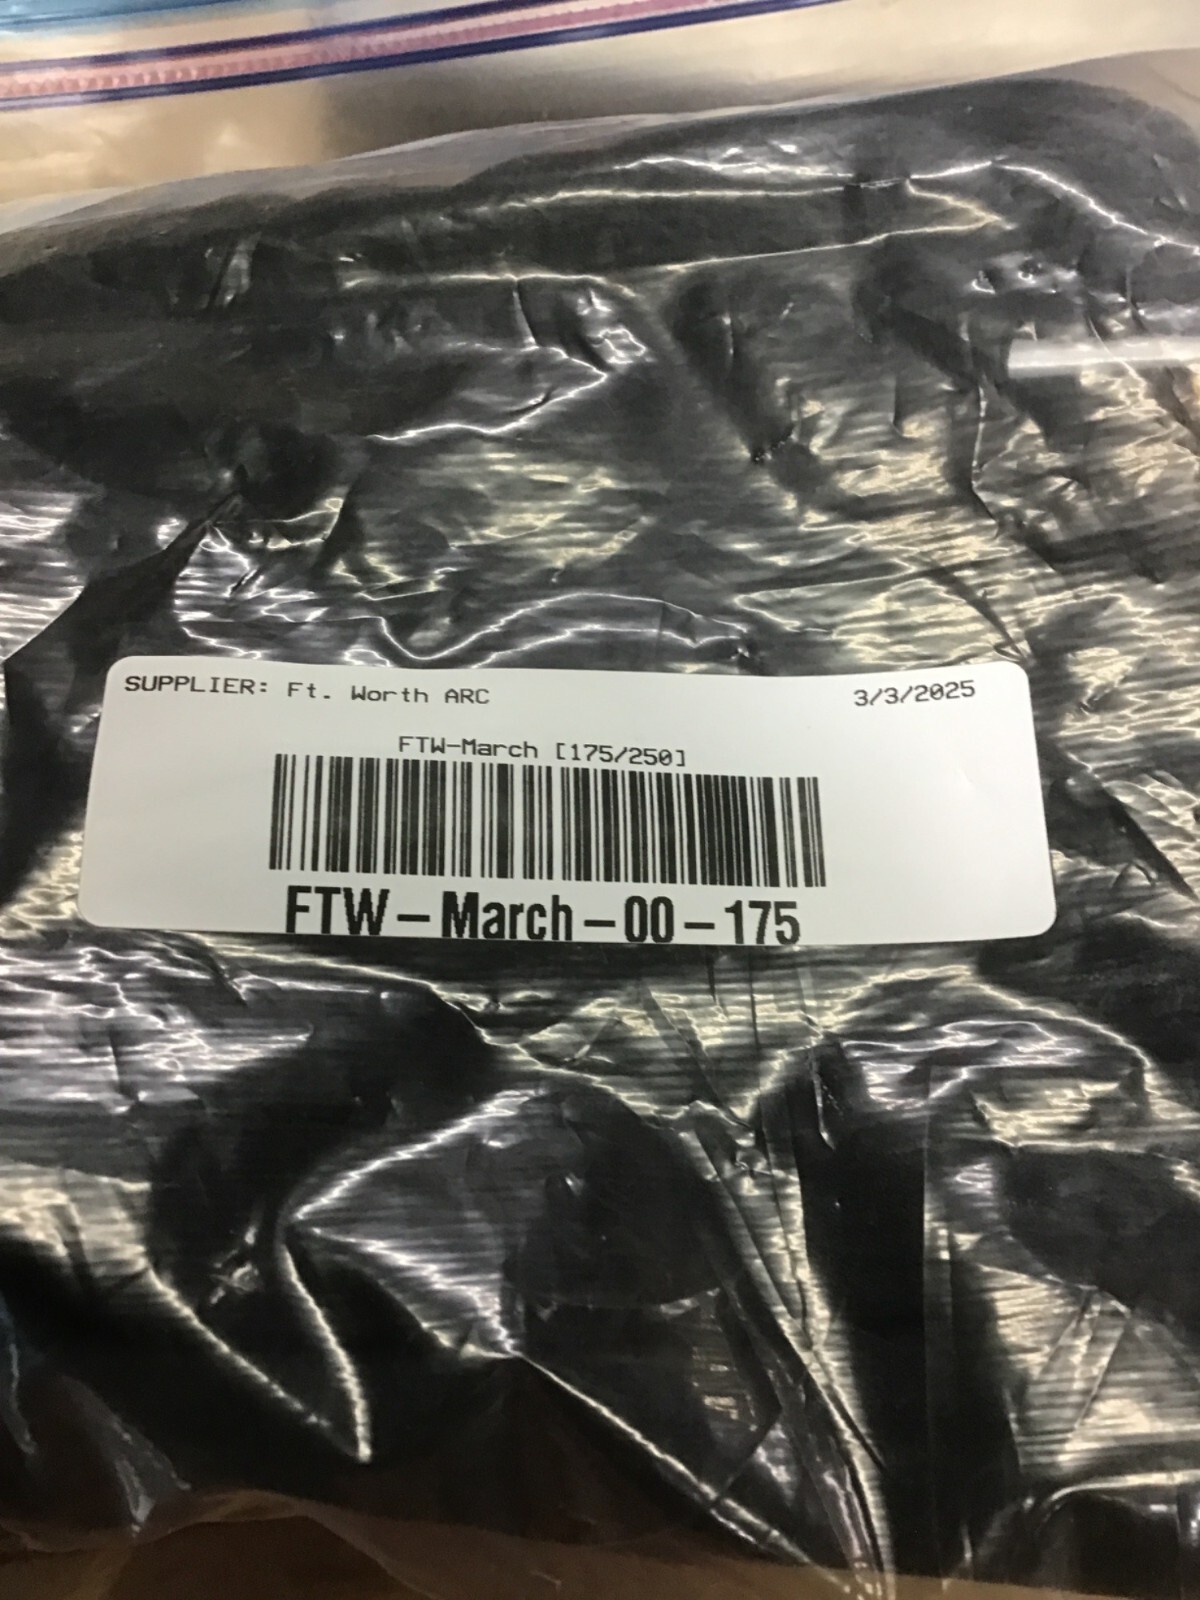 SUPPLIER: Ft. Worth ARC 3/3/2025
FTW-March [175/250]
FTW-March-00-175